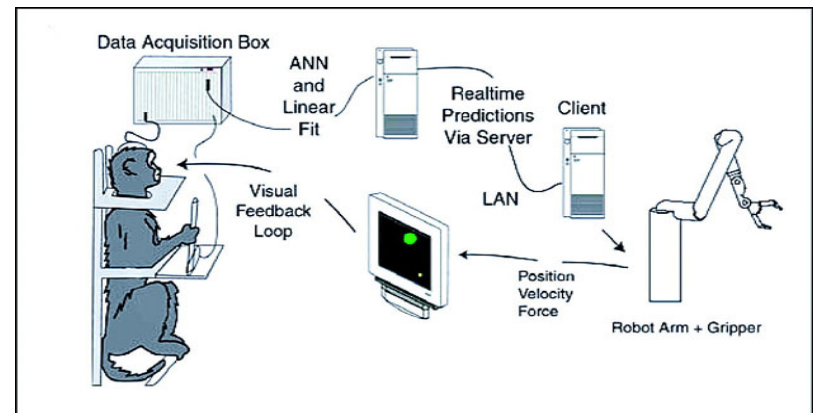 Data Acquisition Box
ANN
and
Linear
Fit
Realtime
Predictions
Via Server
Client
LAN
Visual
Feedback
Loop
Position
Velocity
Force
Robot Arm + Gripper